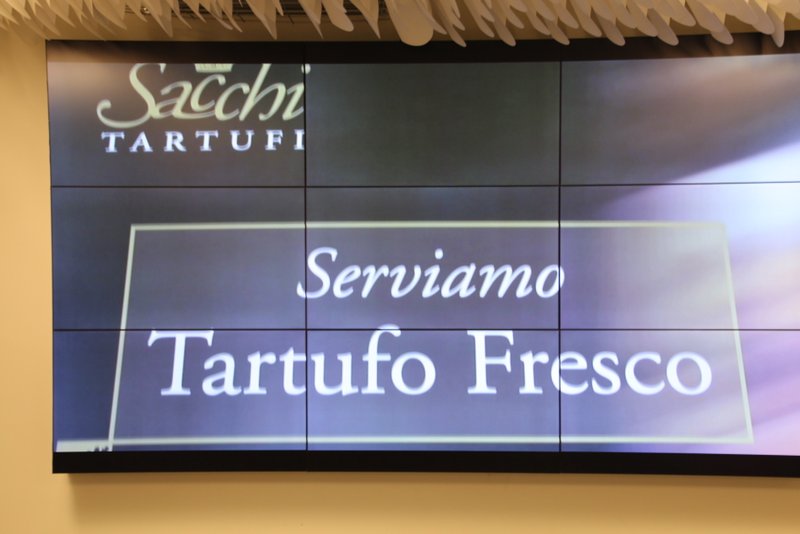 Sacchi
TARTUFI
Serviamo
Tartufo Fresco